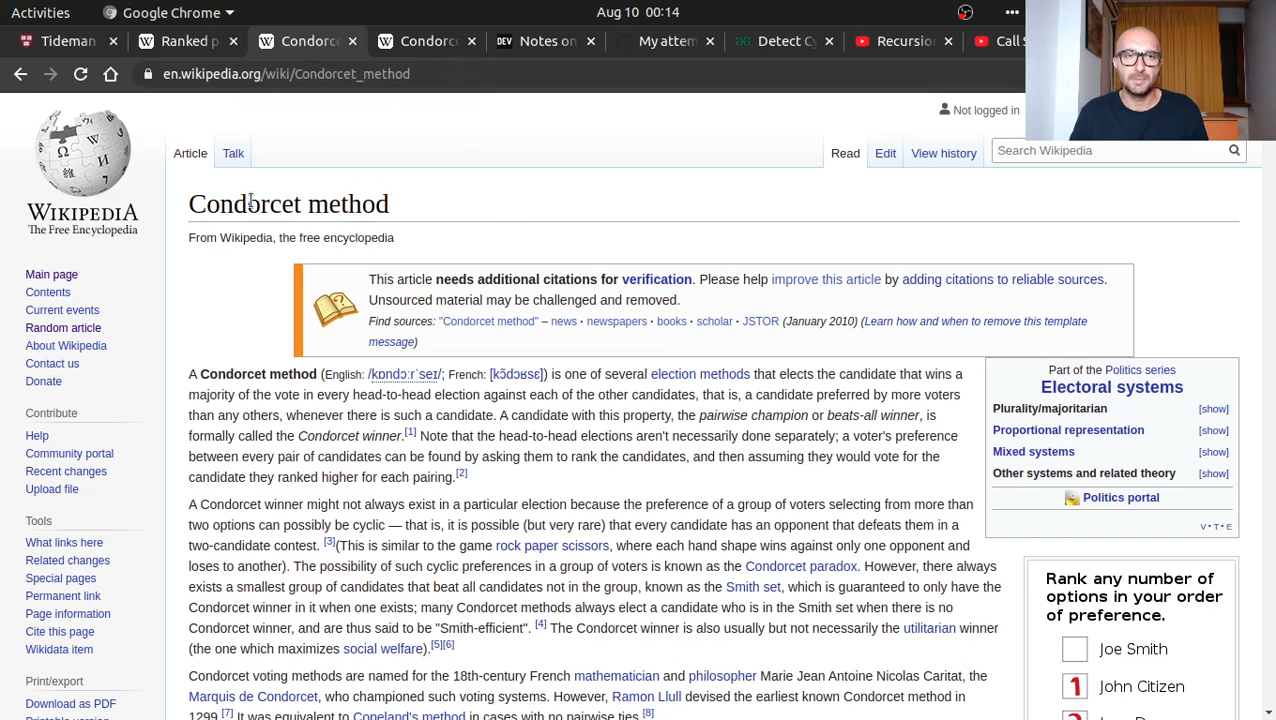 Activities
Google Chrome
Aug 10 00:14
Tideman
Ranked p
Condorce
Condorce
DEV
Notes on
My attem
Detect Cy
Recursio
Call S
en.wikipedia.org/wiki/Condorcet_method
Not logged in
Article
Talk
Read
Edit
View history
Search Wikipedia
WIKIPEDIA
The Free Encyclopedia
Main page
Contents
Current events
Random article
About Wikipedia
Contact us
Donate
Contribute
Help
Community portal
Recent changes
Upload file
Tools
What links here
Related changes
Special pages
Permanent link
Page information
Cite this page
Wikidata item
Print/export
Download as PDF
Condorcet method
From Wikipedia, the free encyclopedia
This article needs additional citations for verification. Please help improve this article by adding citations to reliable sources.
Unsourced material may be challenged and removed.
Find sources: "Condorcet method" – news · newspapers · books · scholar · JSTOR (January 2010) (Learn how and when to remove this template
message)
A Condorcet method (English: /kɒndɔːrˈseɪ/; French: [kɔ̃dɔʁsɛ]) is one of several election methods that elects the candidate that wins a
majority of the vote in every head-to-head election against each of the other candidates, that is, a candidate preferred by more voters
than any others, whenever there is such a candidate. A candidate with this property, the pairwise champion or beats-all winner, is
formally called the Condorcet winner.[1] Note that the head-to-head elections aren't necessarily done separately; a voter's preference
between every pair of candidates can be found by asking them to rank the candidates, and then assuming they would vote for the
candidate they ranked higher for each pairing.[2]
A Condorcet winner might not always exist in a particular election because the preference of a group of voters selecting from more than
two options can possibly be cyclic — that is, it is possible (but very rare) that every candidate has an opponent that defeats them in a
two-candidate contest. [3](This is similar to the game rock paper scissors, where each hand shape wins against only one opponent and
loses to another). The possibility of such cyclic preferences in a group of voters is known as the Condorcet paradox. However, there always
exists a smallest group of candidates that beat all candidates not in the group, known as the Smith set, which is guaranteed to only have the
Condorcet winner in it when one exists; many Condorcet methods always elect a candidate who is in the Smith set when there is no
Condorcet winner, and are thus said to be "Smith-efficient". [4] The Condorcet winner is also usually but not necessarily the utilitarian winner
(the one which maximizes social welfare).[5][6]
Condorcet voting methods are named for the 18th-century French mathematician and philosopher Marie Jean Antoine Nicolas Caritat, the
Marquis de Condorcet, who championed such voting systems. However, Ramon Llull devised the earliest known Condorcet method in
1299.[7] It was equivalent to Copeland's method in cases with no pairwise ties.[8]
Part of the Politics series
Electoral systems
Plurality/majoritarian [show]
Proportional representation [show]
Mixed systems [show]
Other systems and related theory [show]
Politics portal
V · T · E
Rank any number of
options in your order
of preference.
Joe Smith
1 John Citizen